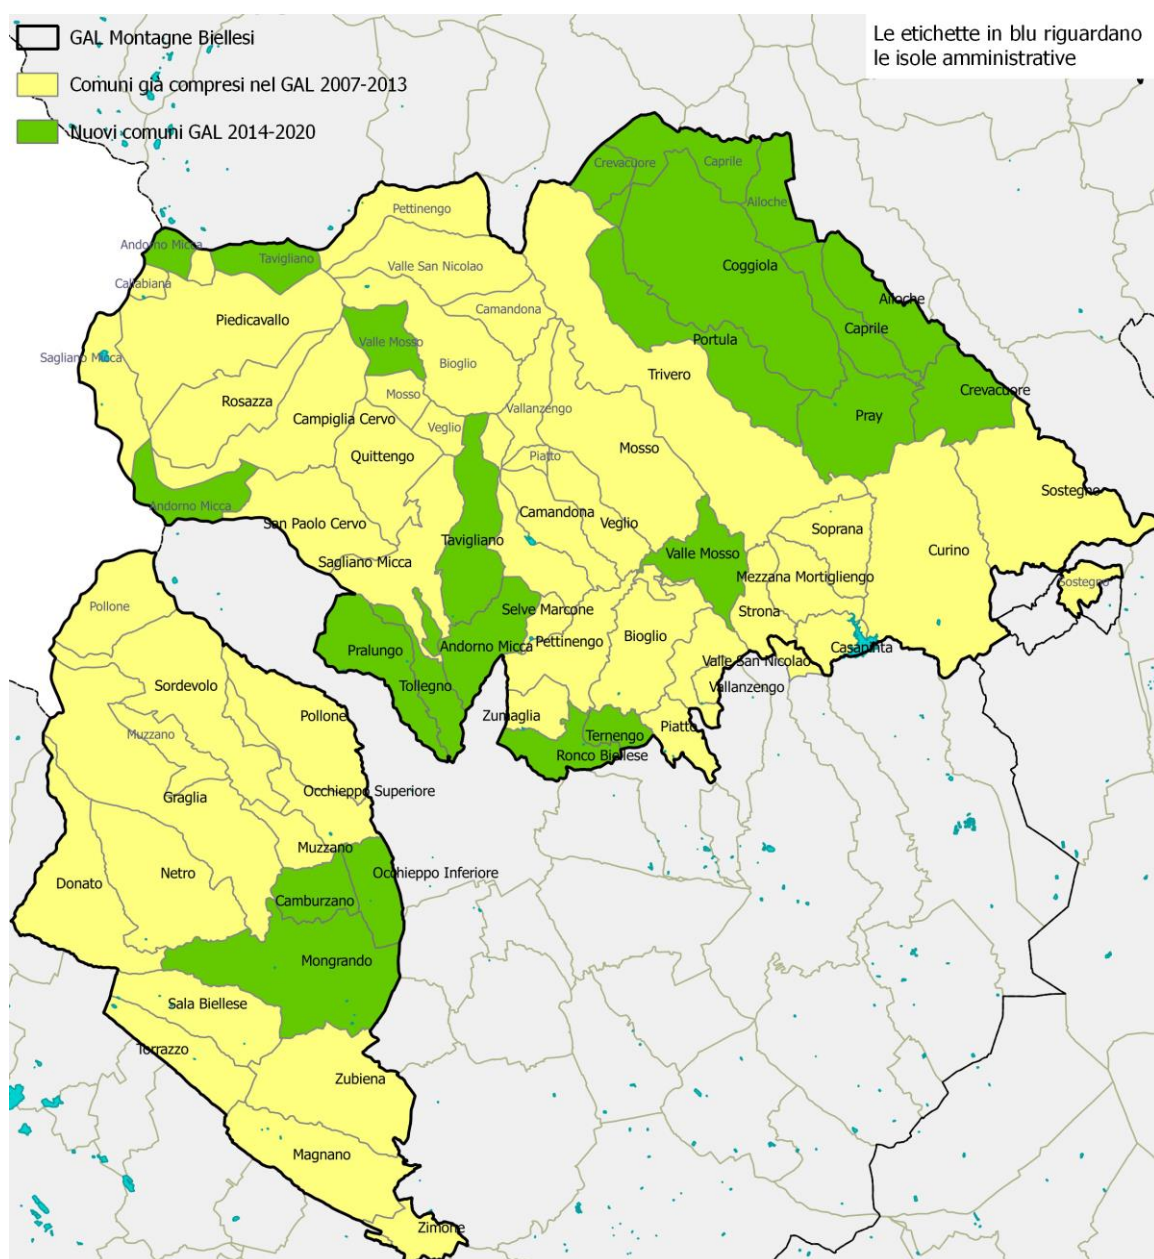 GAL Montagne Biellesi
Comuni già compresi nel GAL 2007-2013
Nuovi comuni GAL 2014-2020
Le etichette in blu riguardano
le isole amministrative
Crevacuore
Caprile
Ailoche
Pettinengo
Andorno Micca
Tavigliano
Valle San Nicolao
Coggiola
Callabiana
Camandona
Ailoche
Piedicavallo
Caprile
Valle Mosso
Portula
Sagliano Micca
Bioglio
Trivero
Crevacuore
Mosso
Rosazza
Vallanzengo
Campiglia Cervo
Pray
Veglio
Mosso
Quittengo
Piatto
Sostegno
Andorno Micca
Camandona
San Paolo Cervo
Veglio
Soprana
Tavigliano
Curino
Valle Mosso
Sagliano Micca
Mezzana Mortigliengo
Sostegno
Pollone
Selve Marcone
Strona
Bioglio
Pettinengo
Andorno Micca
Pralungo
Casapinta
Valle San Nicolao
Sordevolo
Tollegno
Vallanzengo
Pollone
Zumaglia
Piatto
Muzzano
Ternengo
Ronco Biellese
Occhieppo Superiore
Graglia
Muzzano
Netro
Occhieppo Inferiore
Donato
Camburzano
Mongrando
Sala Biellese
Torrazzo
Zubiena
Magnano
Zimone